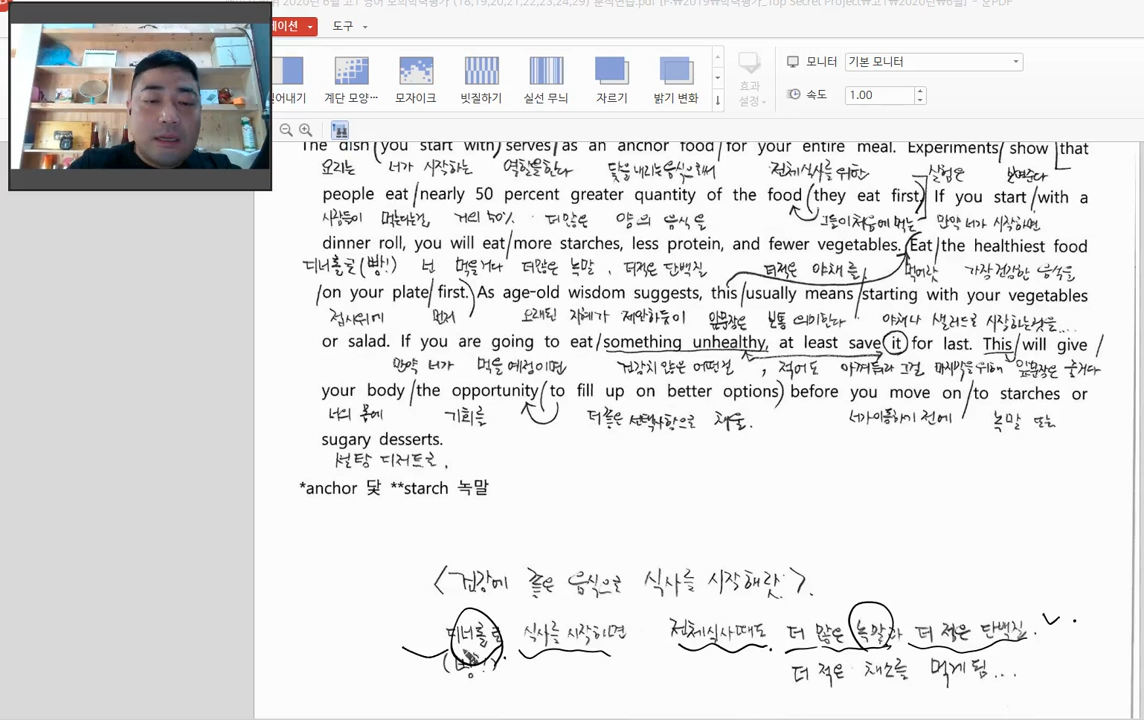 2020년 6월 고1 영어 모의학력평가 (18,19,20,21,22,23,24,29) 분석연습.pdf
도구
모니터 기본 모니터
계단 모양… 모자이크 빗질하기 실선 무늬 자르기 밝기 변화 효과 설정 속도 1.00
The dish (you start with) serves/as an anchor food/for your entire meal. Experiments/show that
요리는 너가 시작하는 역할을한다 닻을내리는음식으로써 전체식사를위한 실험은 보여준다
people eat/nearly 50 percent greater quantity of the food (they eat first) If you start/with a
사람들이 먹는다는걸, 거의 50% 더많은 양의 음식을 그들이처음에먹는 만약 너가 시작하면
dinner roll, you will eat/more starches, less protein, and fewer vegetables. Eat/the healthiest food
디너롤로(빵!) 넌 먹을거다 더많은 녹말, 더적은 단백질 더적은 야채를, 먹어랏 가장건강한 음식을
/on your plate/first.) As age-old wisdom suggests, this/usually means/starting with your vegetables
접시위에 먼저 오래된 지혜가 제안하듯이 앞문장은 보통 의미한다 야채나 샐러드로 시작하는것을...
or salad. If you are going to eat/something unhealthy, at least save it for last. This/will give/
만약 너가 먹을예정이면 건강치않은어떤걸, 적어도 아껴둬라 그걸 마지막을위해 앞문장은 줄거다
your body/the opportunity (to fill up on better options) before you move on/to starches or
너의 몸에 기회를 더좋은 선택사항으로 채울. 너가이동하기 전에 녹말 또는
sugary desserts.
설탕 디저트로.
*anchor 닻 **starch 녹말
<건강에 좋은 음식으로 식사를 시작해랏>.
디너롤로 식사를 시작하면 전체식사때도 더 많은 녹말과 더 적은 단백질.
(빵!) 더 적은 채소를 먹게됨...